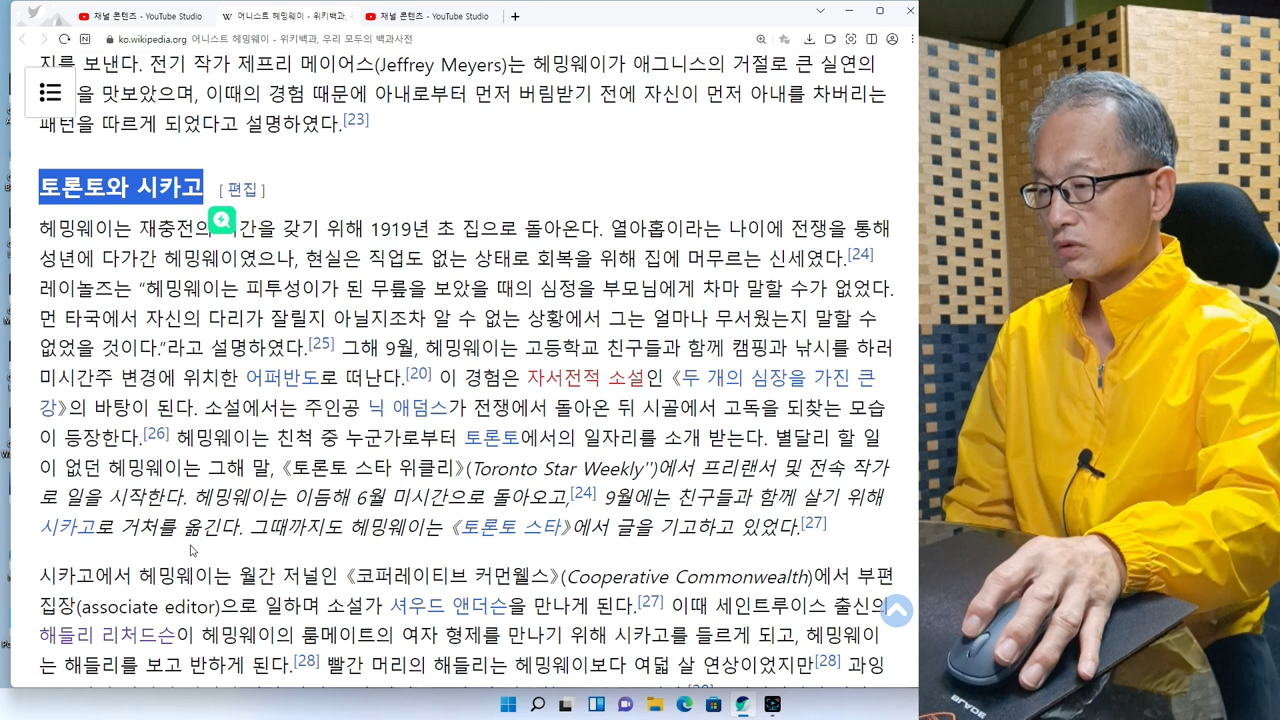 재널 콘텐츠 - YouTube Studio
어니스트 헤밍웨이 - 위키백과,
재널 콘텐츠 - YouTube Studio
ko.wikipedia.org 어니스트 헤밍웨이 - 위키백과, 우리 모두의 백과사전
지를 보낸다. 전기 작가 제프리 메이어스(Jeffrey Meyers)는 헤밍웨이가 애그니스의 거절로 큰 실연의
을 맛보았으며, 이때의 경험 때문에 아내로부터 먼저 버림받기 전에 자신이 먼저 아내를 차버리는
패턴을 따르게 되었다고 설명하였다.[23]
토론토와 시카고 [ 편집 ]
헤밍웨이는 재충전의 시간을 갖기 위해 1919년 초 집으로 돌아온다. 열아홉이라는 나이에 전쟁을 통해
성년에 다가간 헤밍웨이였으나, 현실은 직업도 없는 상태로 회복을 위해 집에 머무르는 신세였다.[24]
레이놀즈는 “헤밍웨이는 피투성이가 된 무릎을 보았을 때의 심정을 부모님에게 차마 말할 수가 없었다.
먼 타국에서 자신의 다리가 잘릴지 아닐지조차 알 수 없는 상황에서 그는 얼마나 무서웠는지 말할 수
없었을 것이다.”라고 설명하였다.[25] 그해 9월, 헤밍웨이는 고등학교 친구들과 함께 캠핑과 낚시를 하러
미시간주 변경에 위치한 어퍼반도로 떠난다.[20] 이 경험은 자서전적 소설인 《두 개의 심장을 가진 큰
강》의 바탕이 된다. 소설에서는 주인공 닉 애덤스가 전쟁에서 돌아온 뒤 시골에서 고독을 되찾는 모습
이 등장한다.[26] 헤밍웨이는 친척 중 누군가로부터 토론토에서의 일자리를 소개 받는다. 별달리 할 일
이 없던 헤밍웨이는 그해 말, 《토론토 스타 위클리》(Toronto Star Weekly'')에서 프리랜서 및 전속 작가
로 일을 시작한다. 헤밍웨이는 이듬해 6월 미시간으로 돌아오고,[24] 9월에는 친구들과 함께 살기 위해
시카고로 거처를 옮긴다. 그때까지도 헤밍웨이는 《토론토 스타》에서 글을 기고하고 있었다.[27]
시카고에서 헤밍웨이는 월간 저널인 《코퍼레이티브 커먼웰스》(Cooperative Commonwealth)에서 부편
집장(associate editor)으로 일하며 소설가 셔우드 앤더슨을 만나게 된다.[27] 이때 세인트루이스 출신의
해들리 리처드슨이 헤밍웨이의 룸메이트의 여자 형제를 만나기 위해 시카고를 들르게 되고, 헤밍웨이
는 해들리를 보고 반하게 된다.[28] 빨간 머리의 해들리는 헤밍웨이보다 여덟 살 연상이었지만[28] 과잉
BLADE